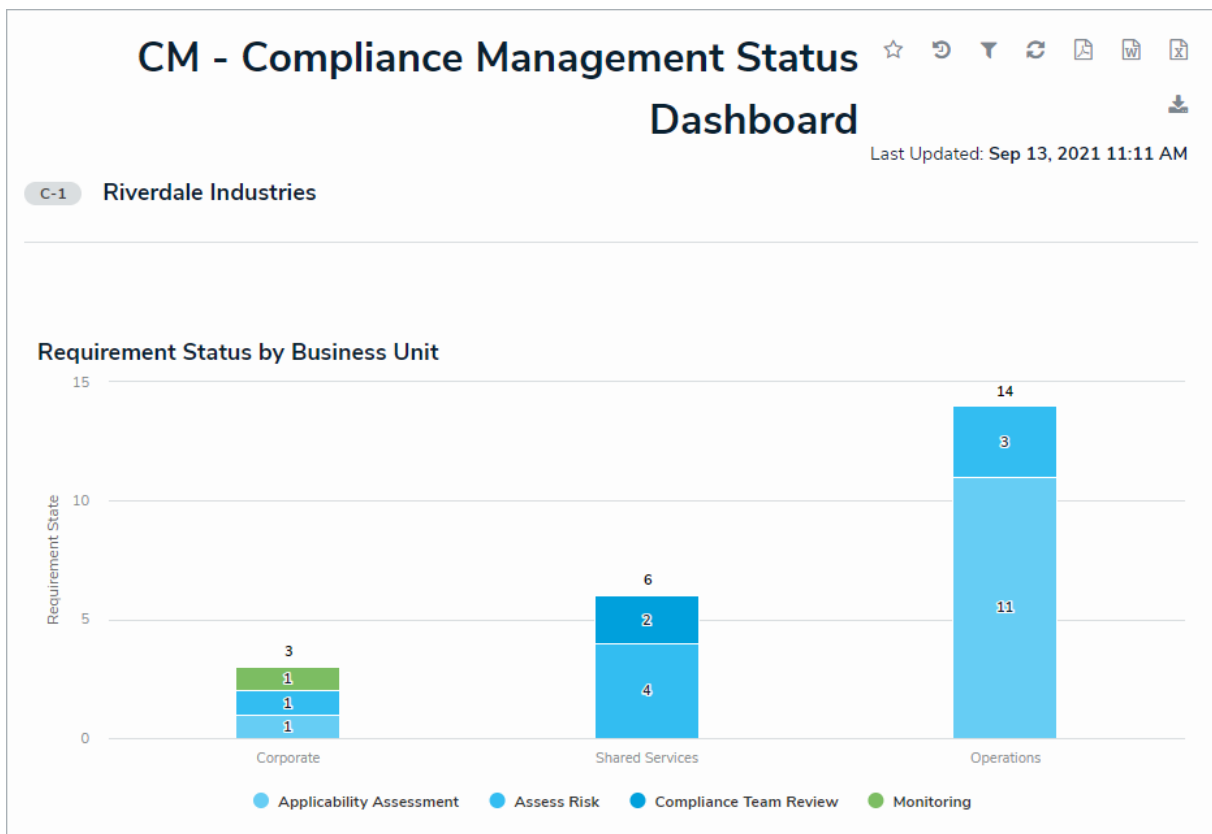 CM - Compliance Management Status
Dashboard
Last Updated: Sep 13, 2021 11:11 AM
C-1 Riverdale Industries
Requirement Status by Business Unit
15
14
3
10
Requirement State
6
11
2
5
3
4
1
1
1
0
Corporate Shared Services Operations
Applicability Assessment Assess Risk Compliance Team Review Monitoring